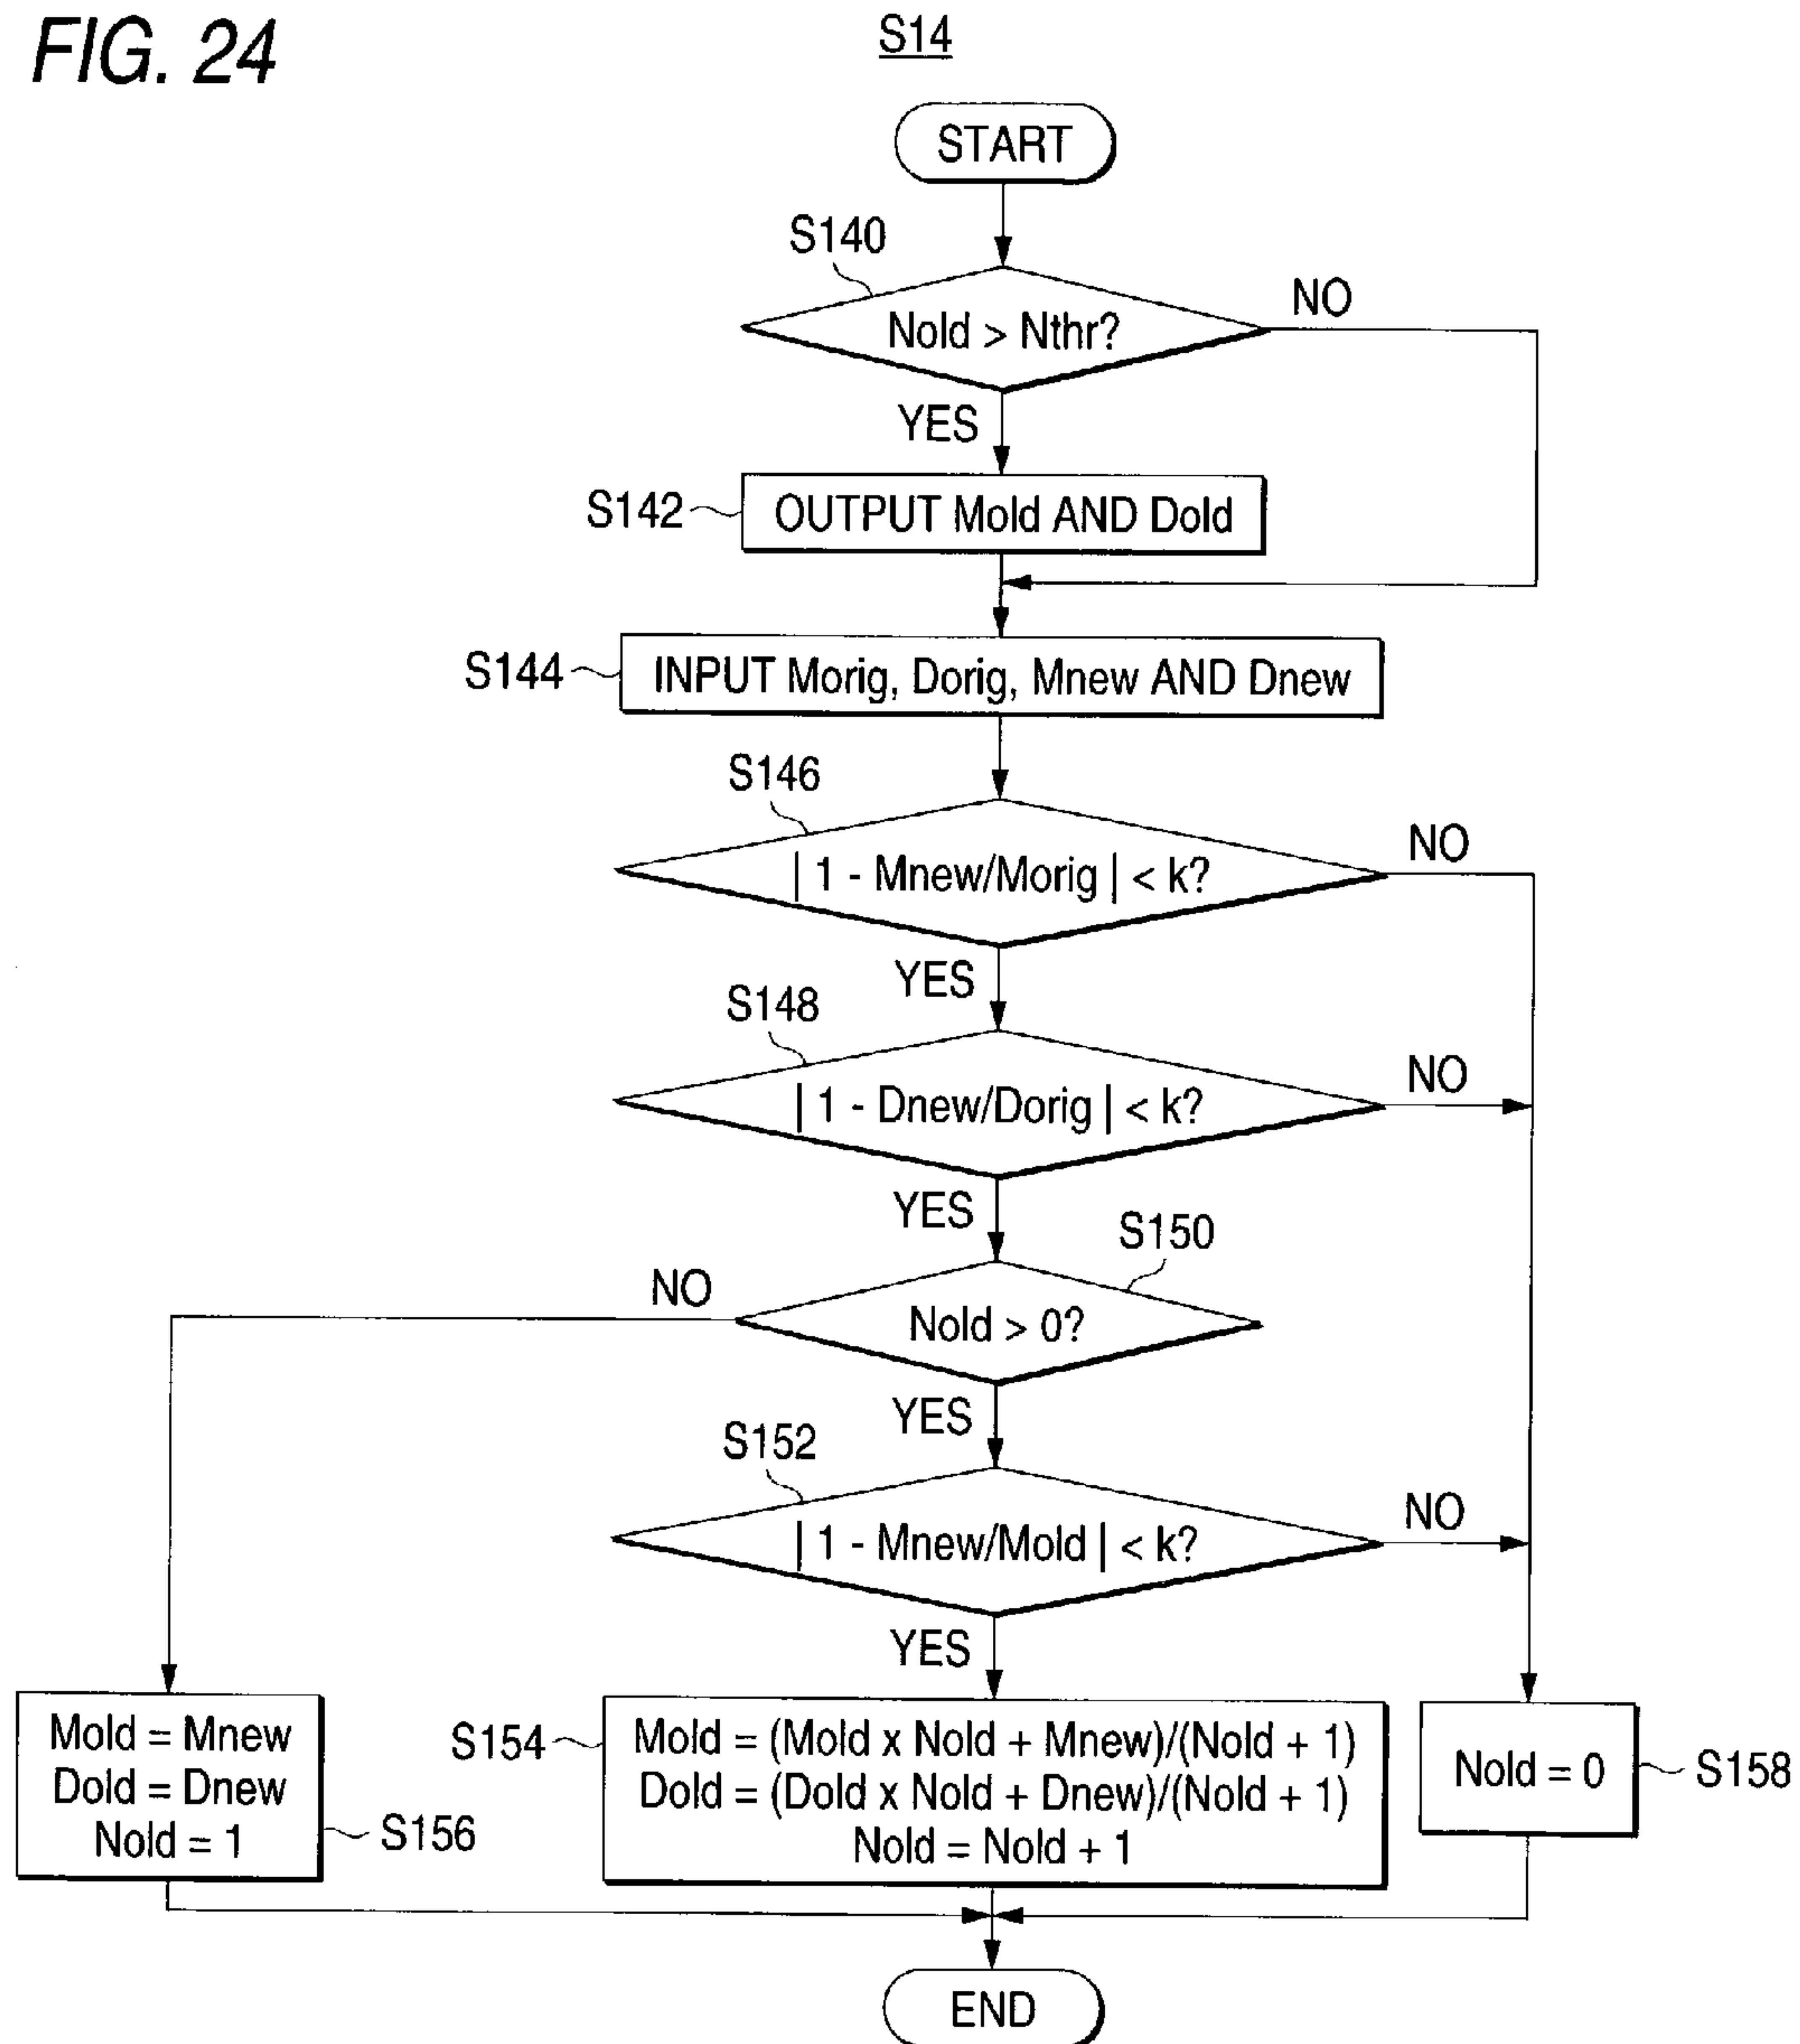 FIG. 24
S14
START
S140
Nold > Nthr?
NO
YES
S142
OUTPUT Mold AND Dold
S144
INPUT Morig, Dorig, Mnew AND Dnew
S146
| 1 - Mnew/Morig | < k?
NO
YES
S148
| 1 - Dnew/Dorig | < k?
NO
YES
S150
NO
Nold > 0?
YES
S152
| 1 - Mnew/Mold | < k?
NO
YES
Mold = Mnew
Dold = Dnew
Nold = 1
S156
S154
Mold = (Mold x Nold + Mnew)/(Nold + 1)
Dold = (Dold x Nold + Dnew)/(Nold + 1)
Nold = Nold + 1
Nold = 0
S158
END